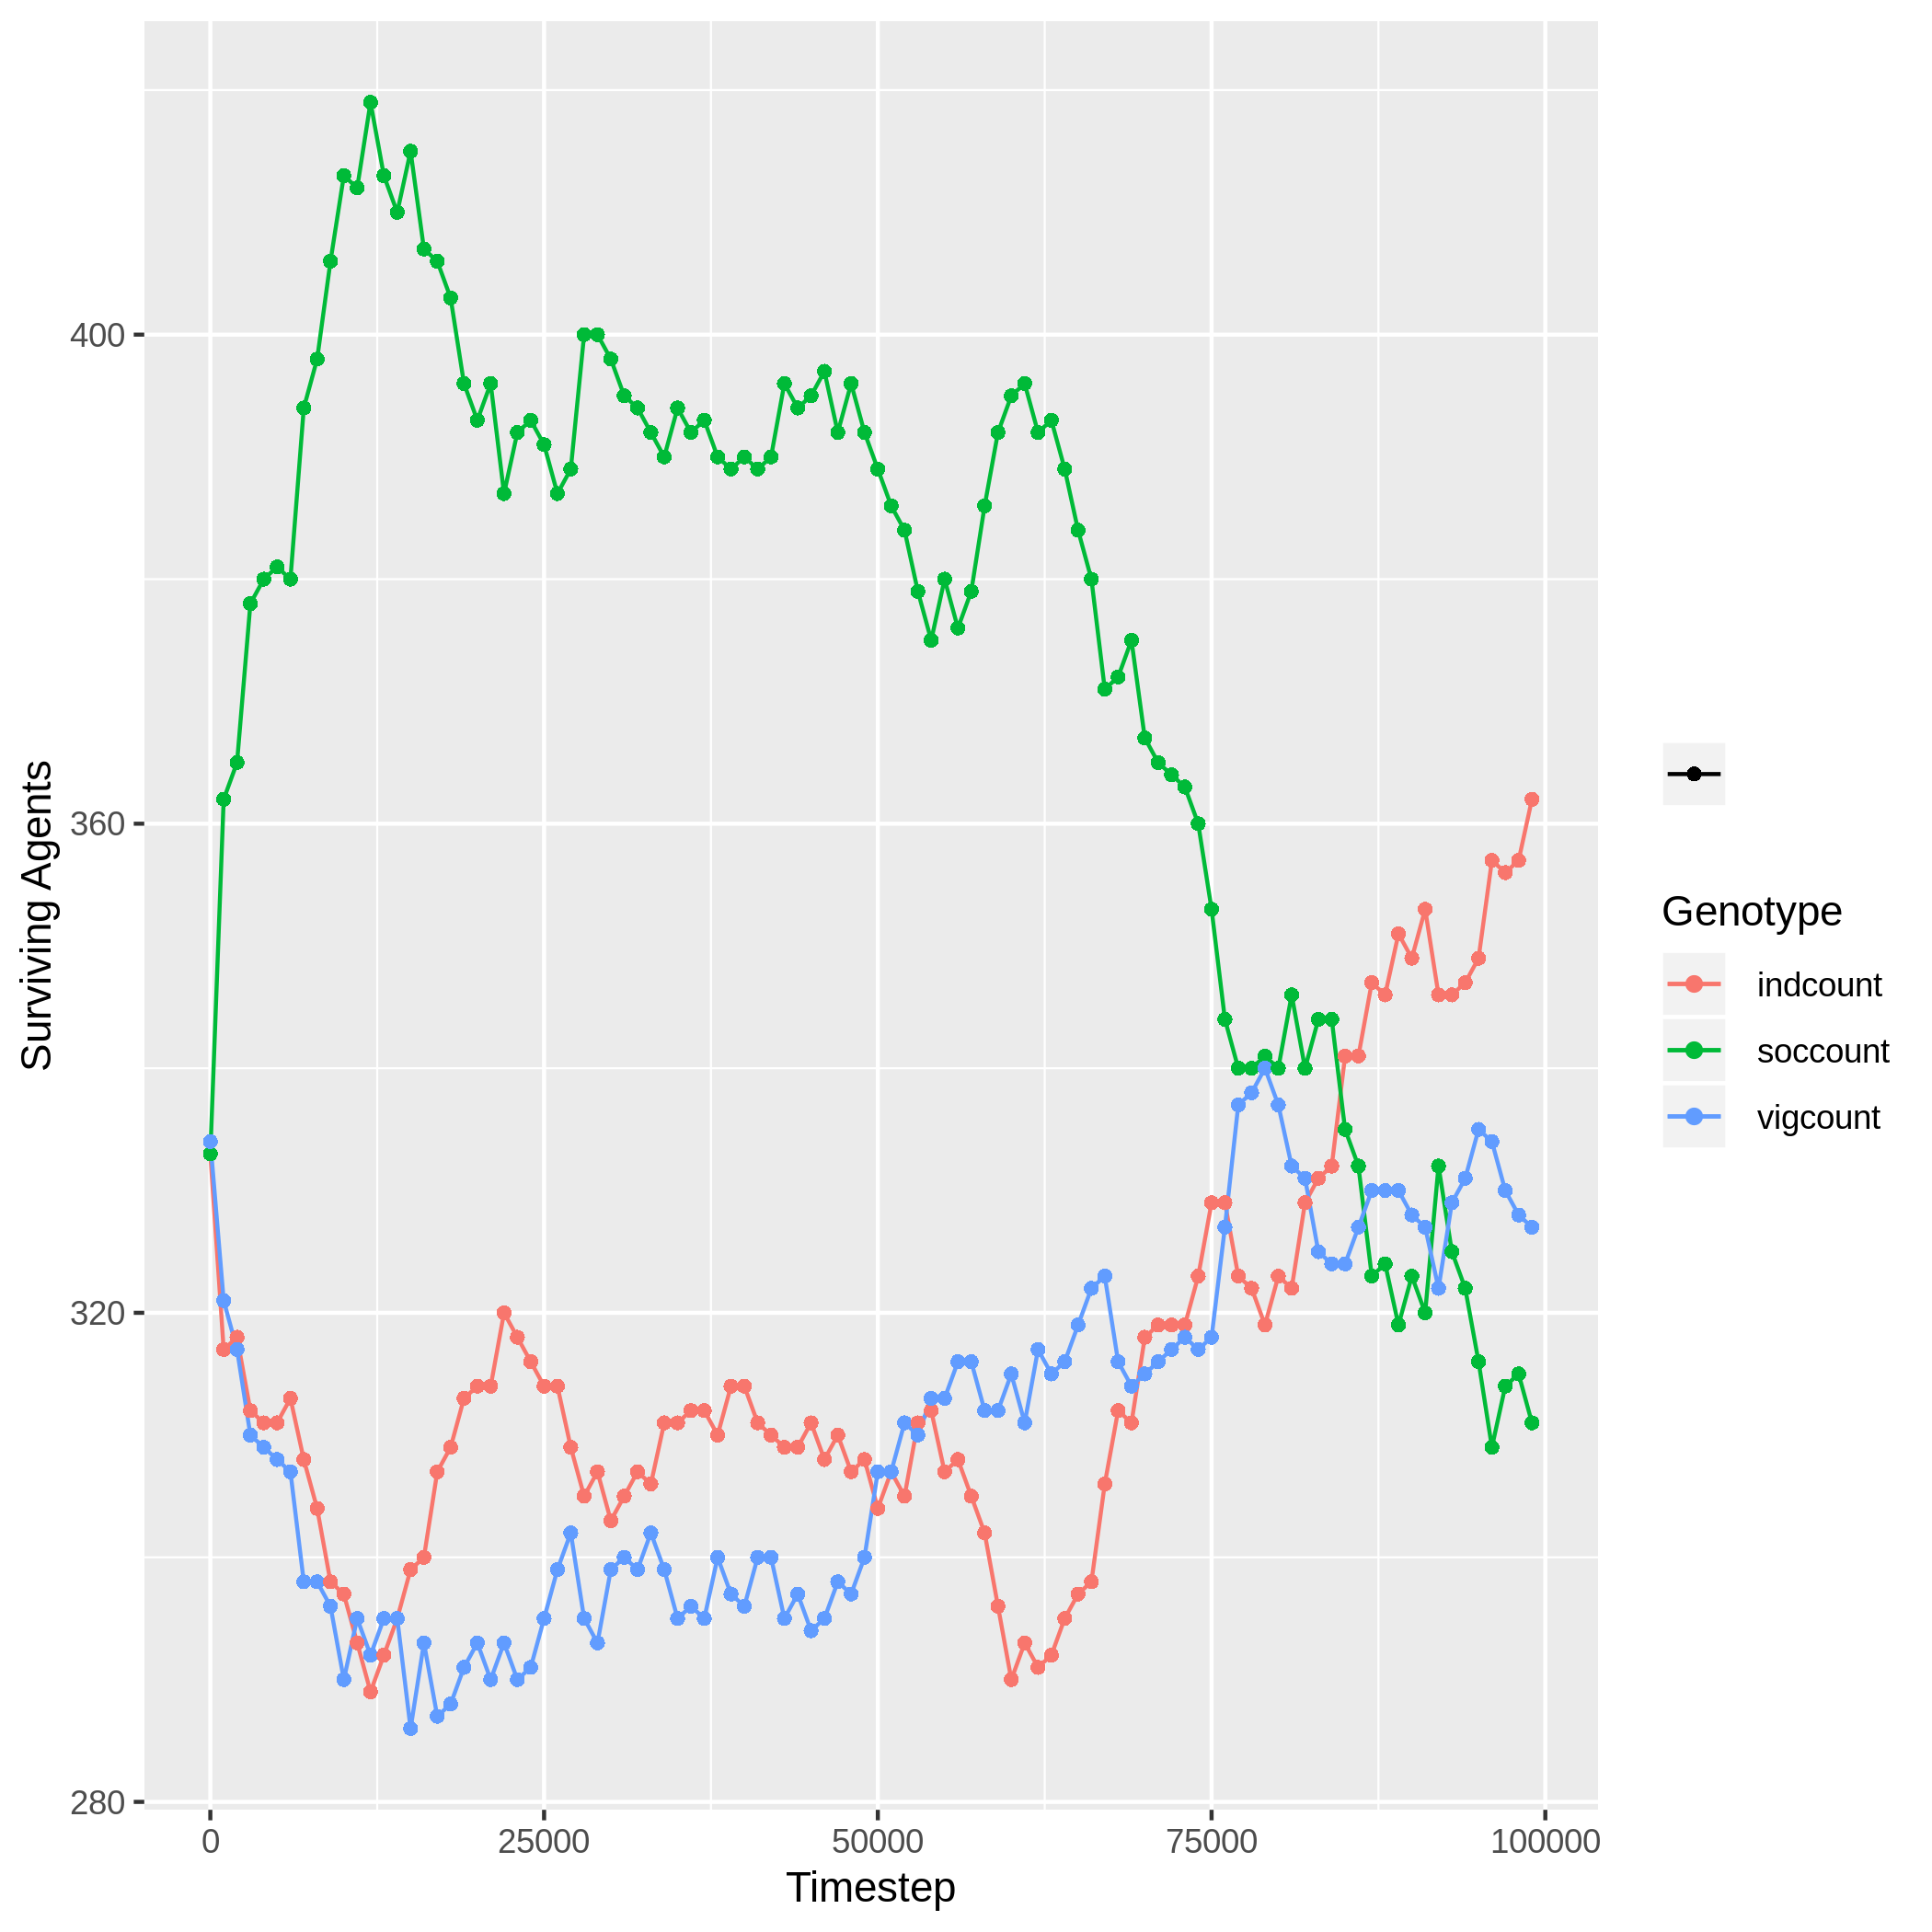 Surviving Agents
400
360
320
280
0 25000 50000 75000 100000
Timestep
Genotype
indcount
soccount
vigcount